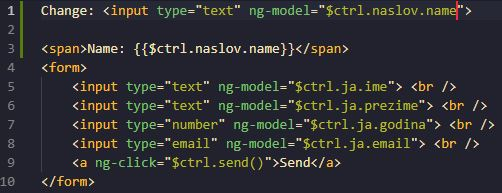 1 Change: <input type="text" ng-model="$ctrl.naslov.name">
2
3 <span>Name: {{$ctrl.naslov.name}}</span>
4 <form>
5 <input type="text" ng-model="$ctrl.ja.ime"> <br />
6 <input type="text" ng-model="$ctrl.ja.prezime"> <br />
7 <input type="number" ng-model="$ctrl.ja.godina"> <br />
8 <input type="email" ng-model="$ctrl.ja.email"> <br />
9 <a ng-click="$ctrl.send()">Send</a>
10 </form>